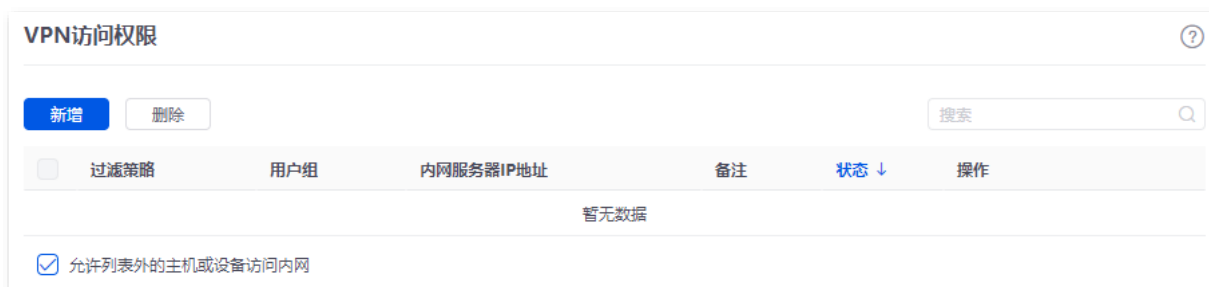 VPN访问权限
新增 删除 搜索
过滤策略 用户组 内网服务器IP地址 备注 状态↓ 操作
暂无数据
允许列表外的主机或设备访问内网